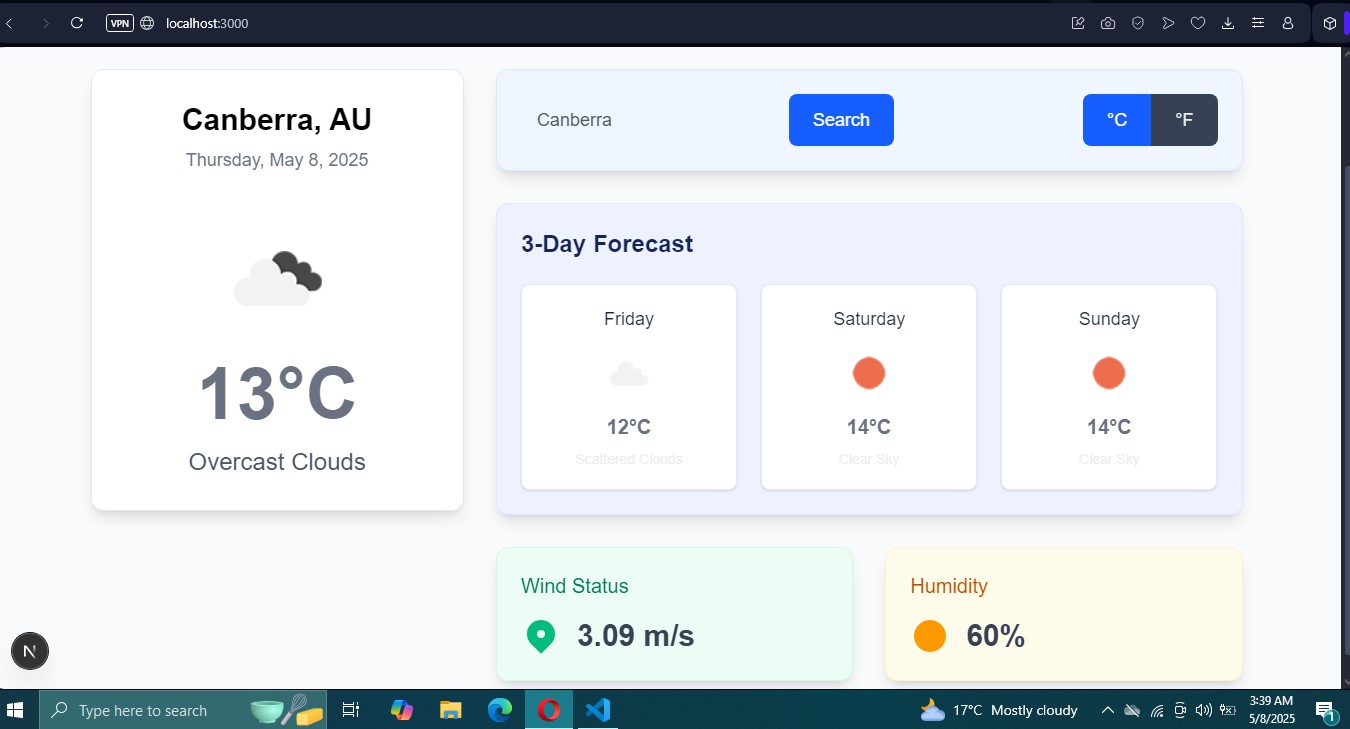 VPN localhost:3000
Canberra, AU
Thursday, May 8, 2025
13°C
Overcast Clouds
Canberra Search °C °F
3-Day Forecast
Friday Saturday Sunday
12°C 14°C 14°C
Scattered Clouds Clear Sky Clear Sky
Wind Status Humidity
3.09 m/s 60%
N
Type here to search 17°C Mostly cloudy 3:39 AM
5/8/2025
1